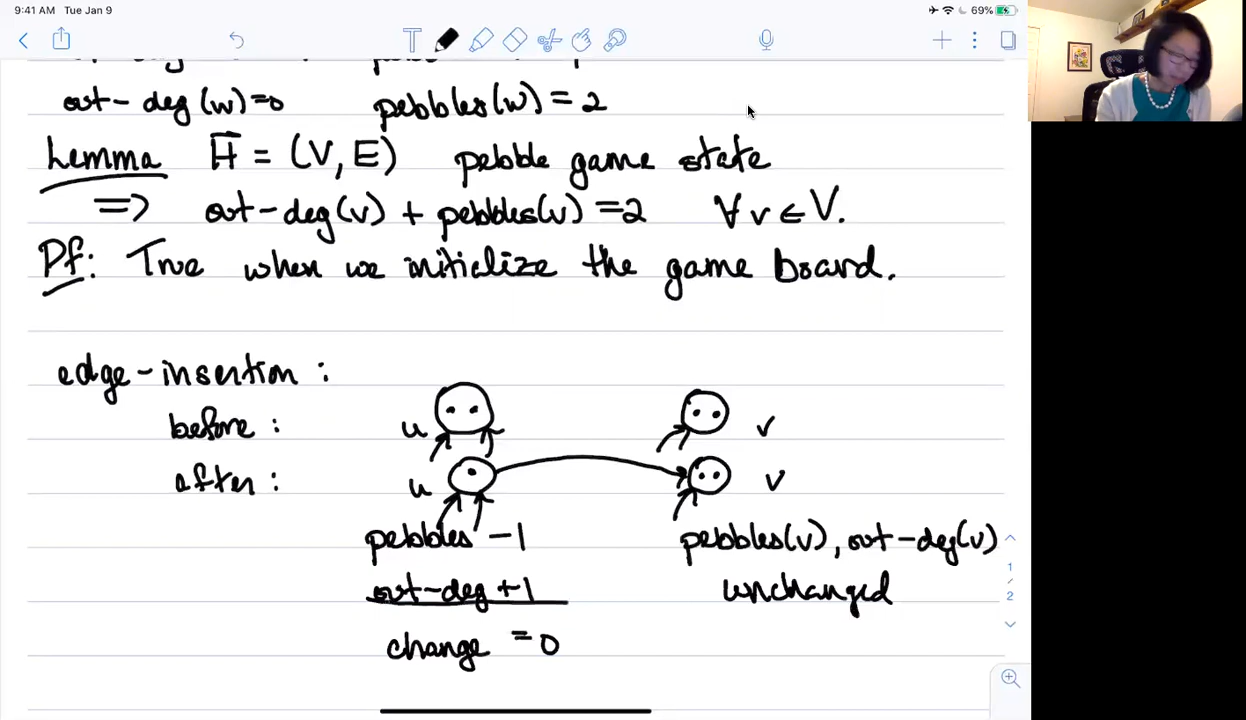 9:41 AM Tue Jan 9
69%
out-deg(w)=0 pebbles(w) = 2
Lemma H⃗ = (V, E) pebble game state
=> out-deg(v) + pebbles(v) = 2 ∀ v ∈ V.
Pf: True when we initialize the game board.
edge-insertion :
before : u v
after : u v
pebbles -1 pebbles(v), out-deg(v)
out-deg +1 unchanged
change = 0
1
/
2